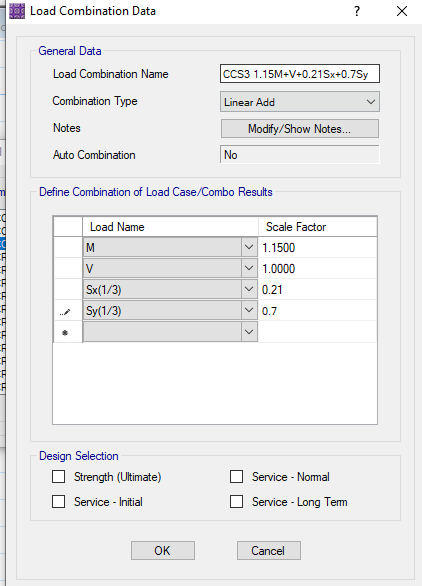 Load Combination Data
General Data
Load Combination Name CCS3 1.15M+V+0.21Sx+0.7Sy
Combination Type Linear Add
Notes Modify/Show Notes...
Auto Combination No
Define Combination of Load Case/Combo Results
Load Name Scale Factor
M 1.1500
V 1.0000
Sx(1/3) 0.21
Sy(1/3) 0.7
Design Selection
Strength (Ultimate) Service - Normal
Service - Initial Service - Long Term
OK Cancel